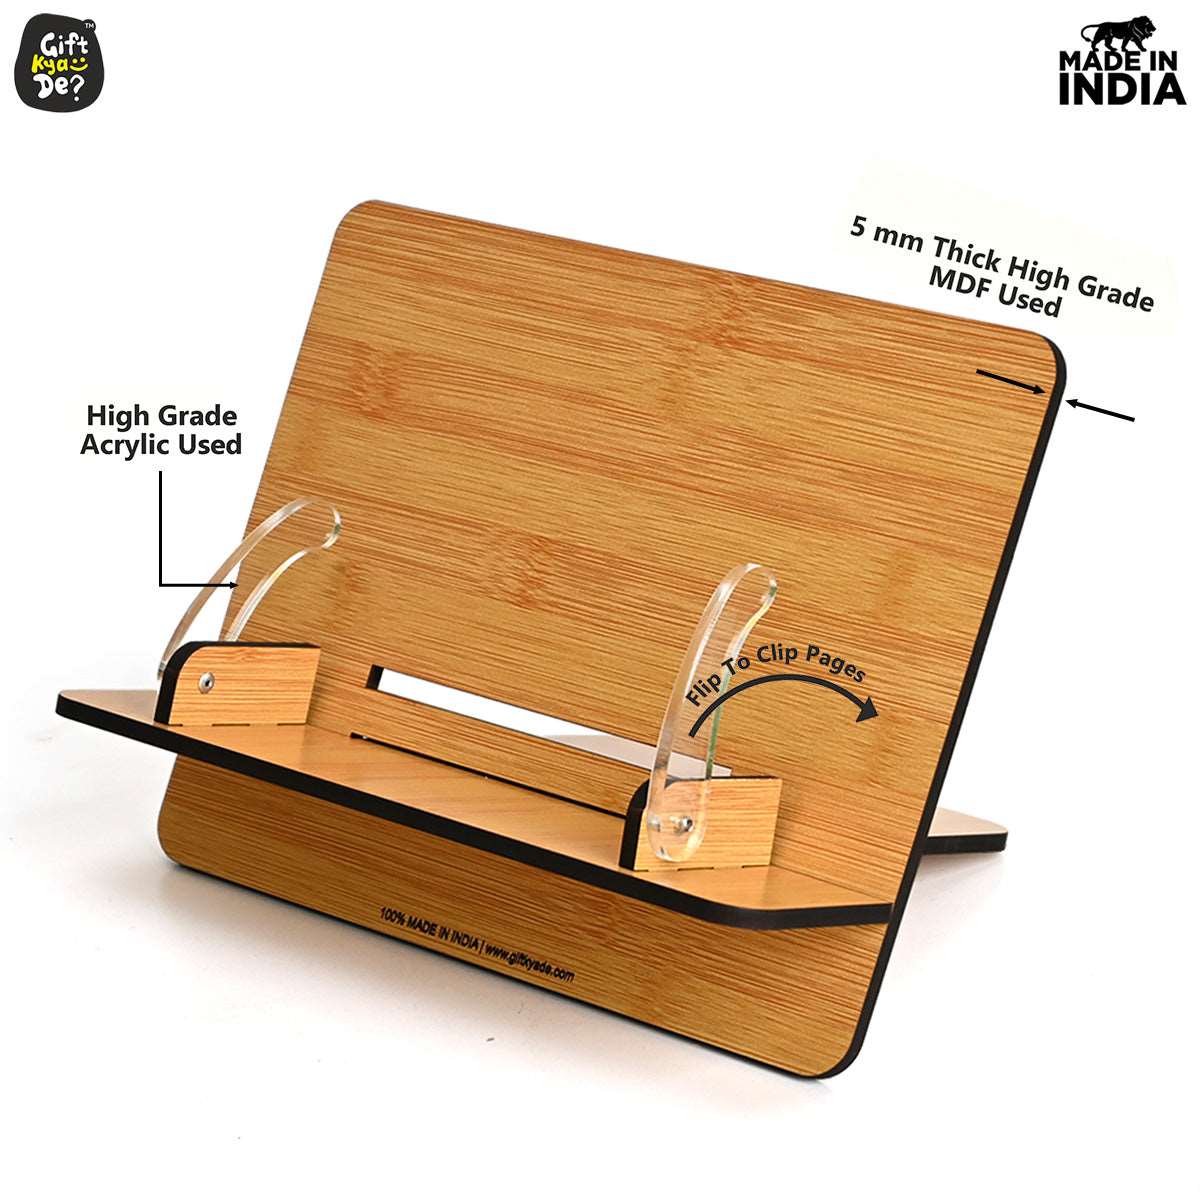 Gift
Kya
De?
TM
MADE IN
INDIA
5 mm Thick High Grade
MDF Used
High Grade
Acrylic Used
Flip To Clip Pages
100% MADE IN INDIA | www.giftkyade.com